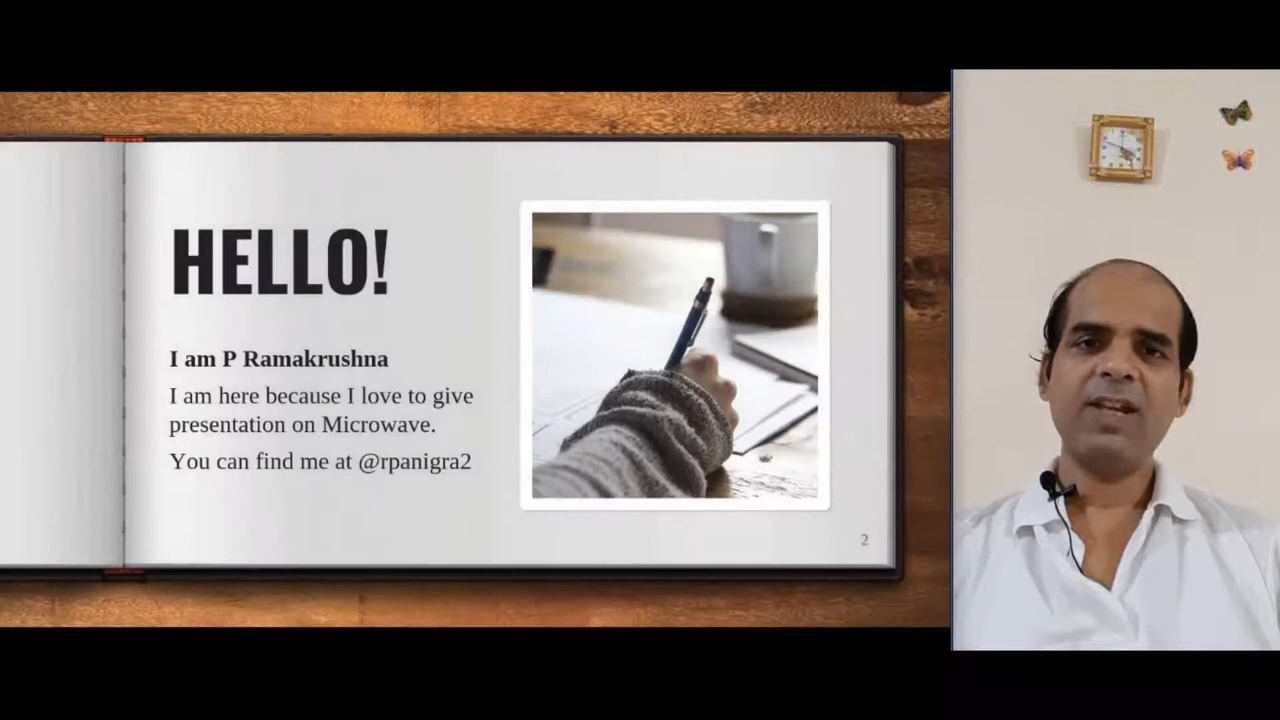 HELLO!
I am P Ramakrushna
I am here because I love to give
presentation on Microwave.
You can find me at @rpanigra2
2